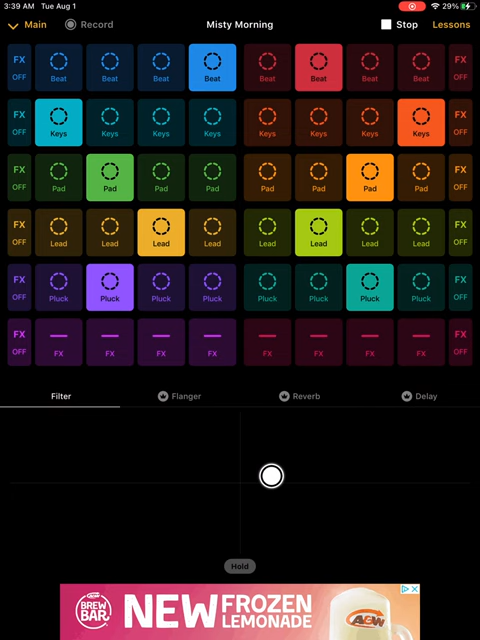 3:39 AM Tue Aug 1 29%
Main Record Misty Morning Stop Lessons
FX Beat Beat Beat Beat Beat Beat Beat Beat FX
OFF OFF
FX Keys Keys Keys Keys Keys Keys Keys Keys FX
OFF OFF
FX Pad Pad Pad Pad Pad Pad Pad Pad FX
OFF OFF
FX Lead Lead Lead Lead Lead Lead Lead Lead FX
OFF OFF
FX Pluck Pluck Pluck Pluck Pluck Pluck Pluck Pluck FX
OFF OFF
FX FX FX FX FX FX FX FX FX FX
OFF OFF
Filter Flanger Reverb Delay
Hold
A&W
BREW
BAR
NEW FROZEN
LEMONADE
A&W